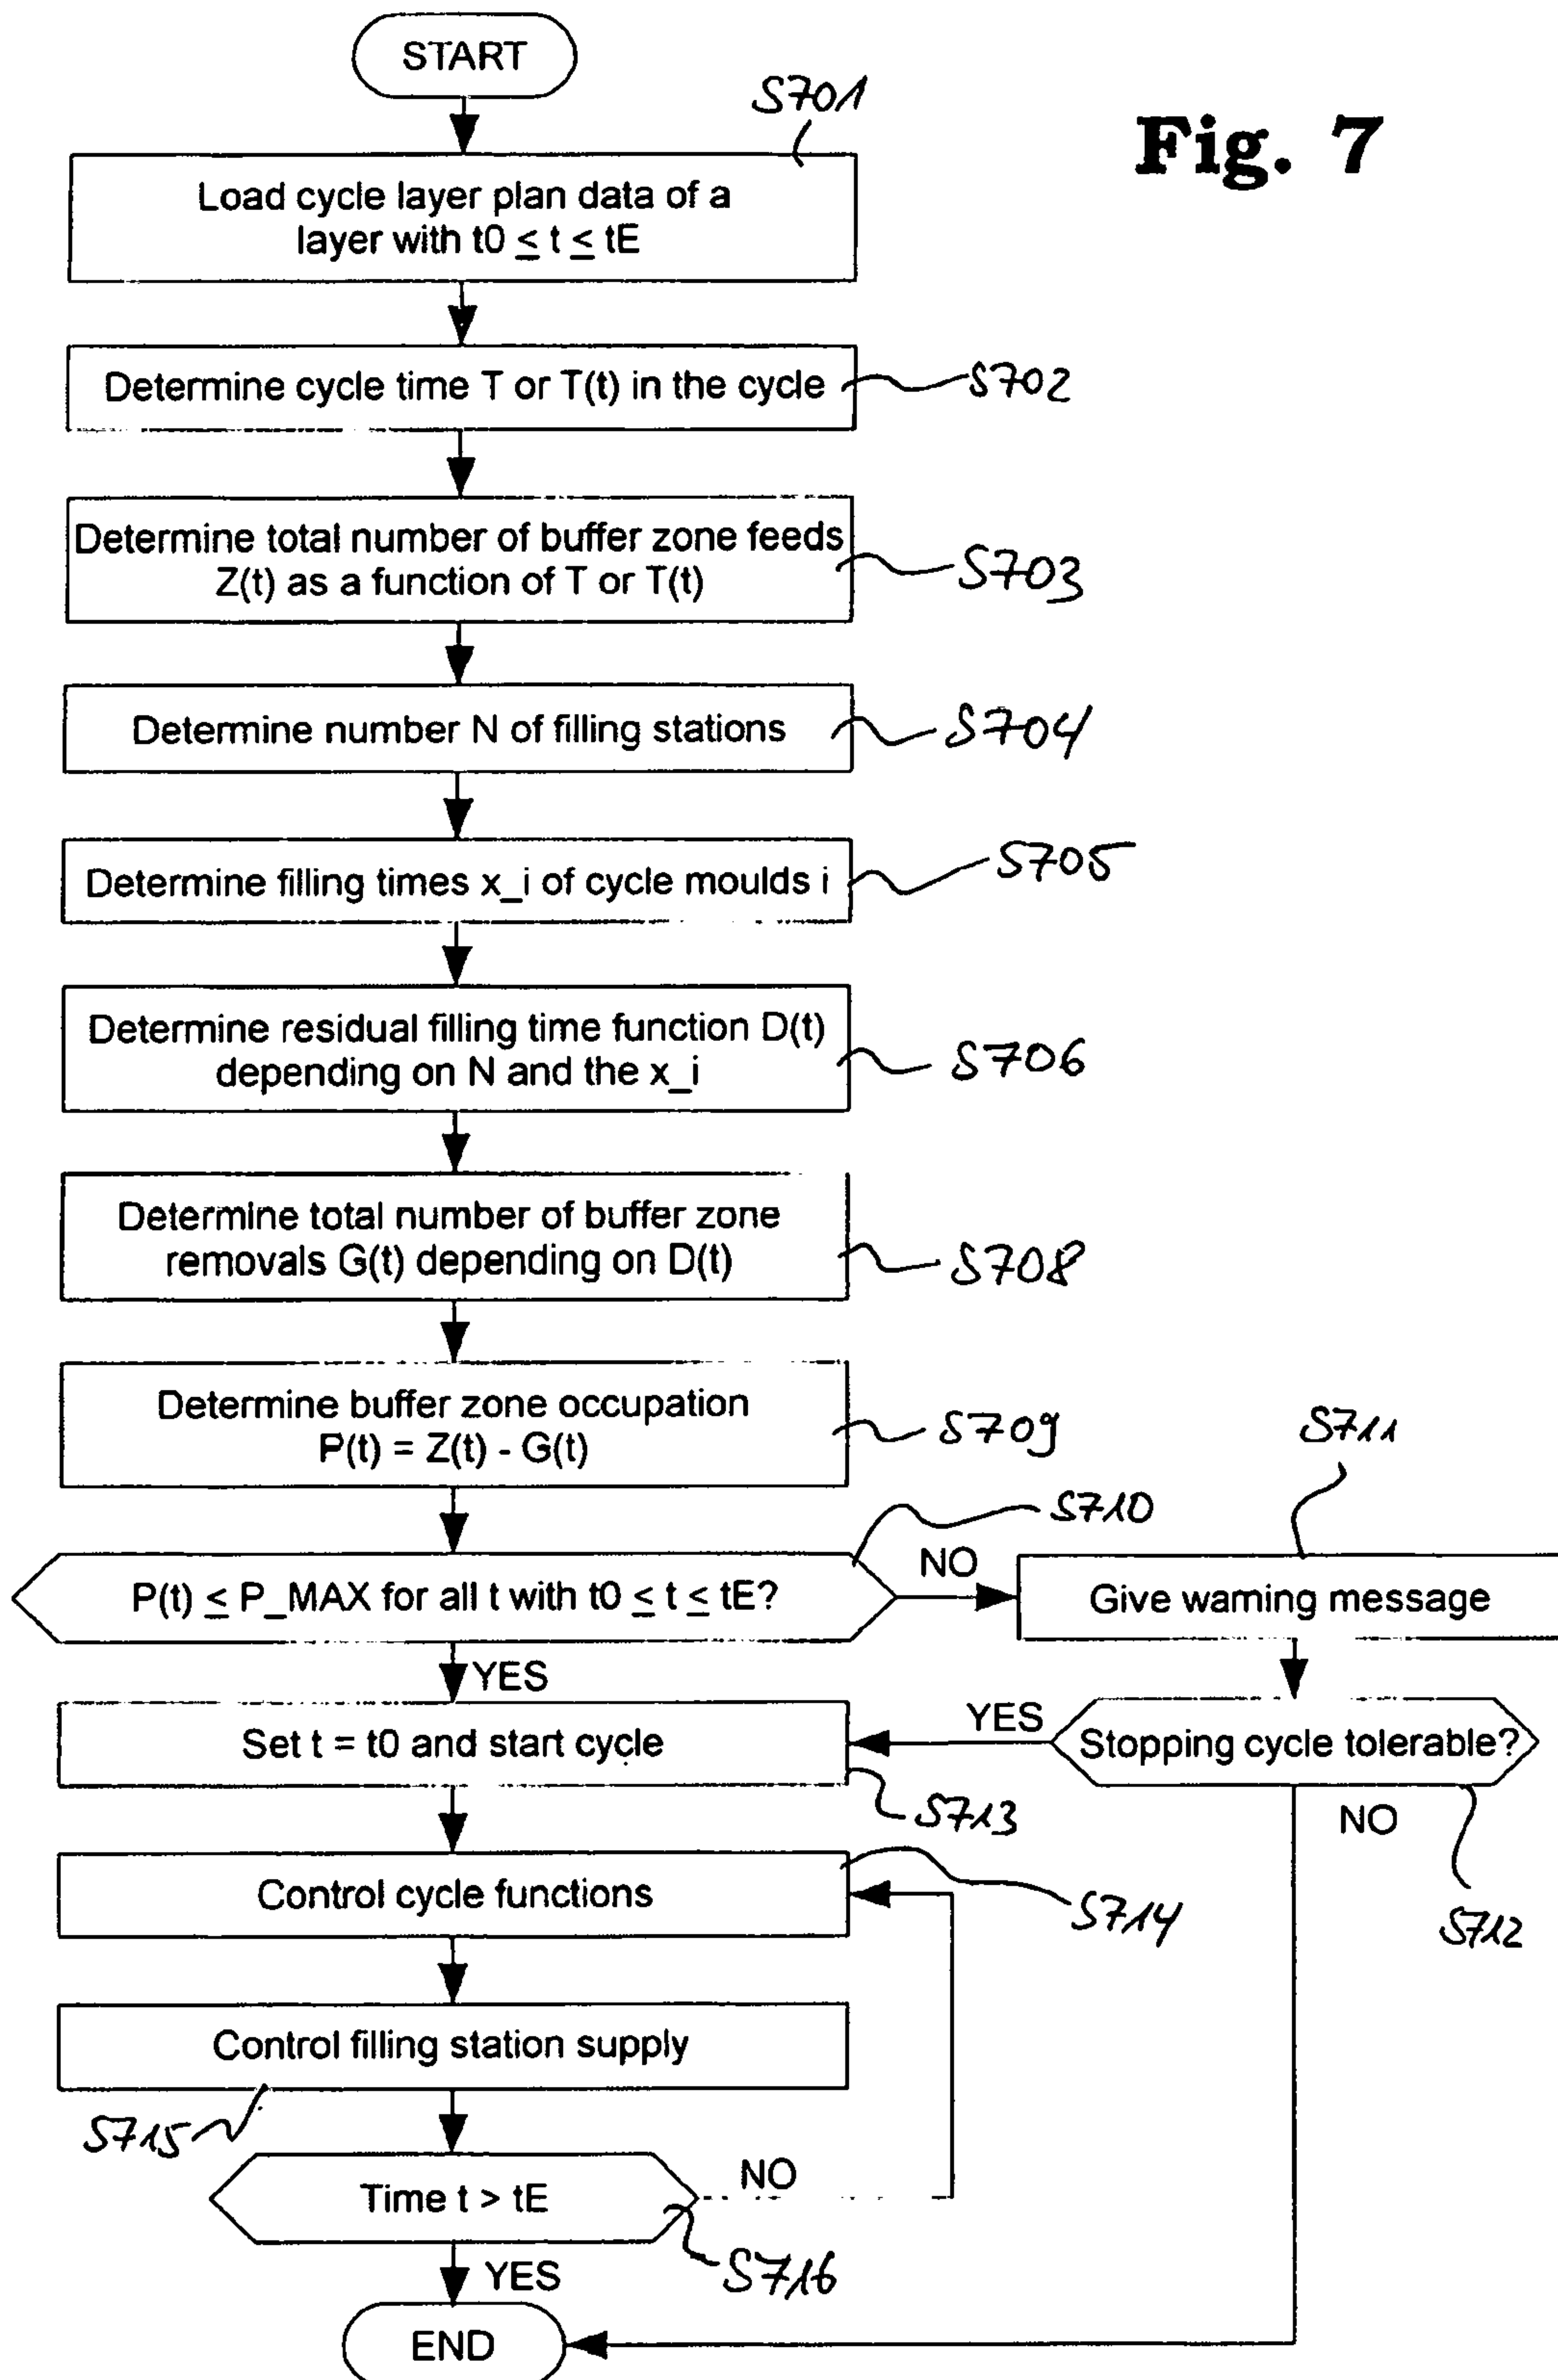 START
S701
Fig. 7
Load cycle layer plan data of a
layer with t0 ≤ t ≤ tE
Determine cycle time T or T(t) in the cycle
S702
Determine total number of buffer zone feeds
Z(t) as a function of T or T(t)
S703
Determine number N of filling stations
S704
Determine filling times x_i of cycle moulds i
S705
Determine residual filling time function D(t)
depending on N and the x_i
S706
Determine total number of buffer zone
removals G(t) depending on D(t)
S708
Determine buffer zone occupation
P(t) = Z(t) - G(t)
S709
S711
S710
P(t) ≤ P_MAX for all t with t0 ≤ t ≤ tE?
NO
Give warning message
YES
Set t = t0 and start cycle
YES
Stopping cycle tolerable?
S713
NO
Control cycle functions
S714
S712
Control filling station supply
S715
Time t > tE
NO
S716
YES
END